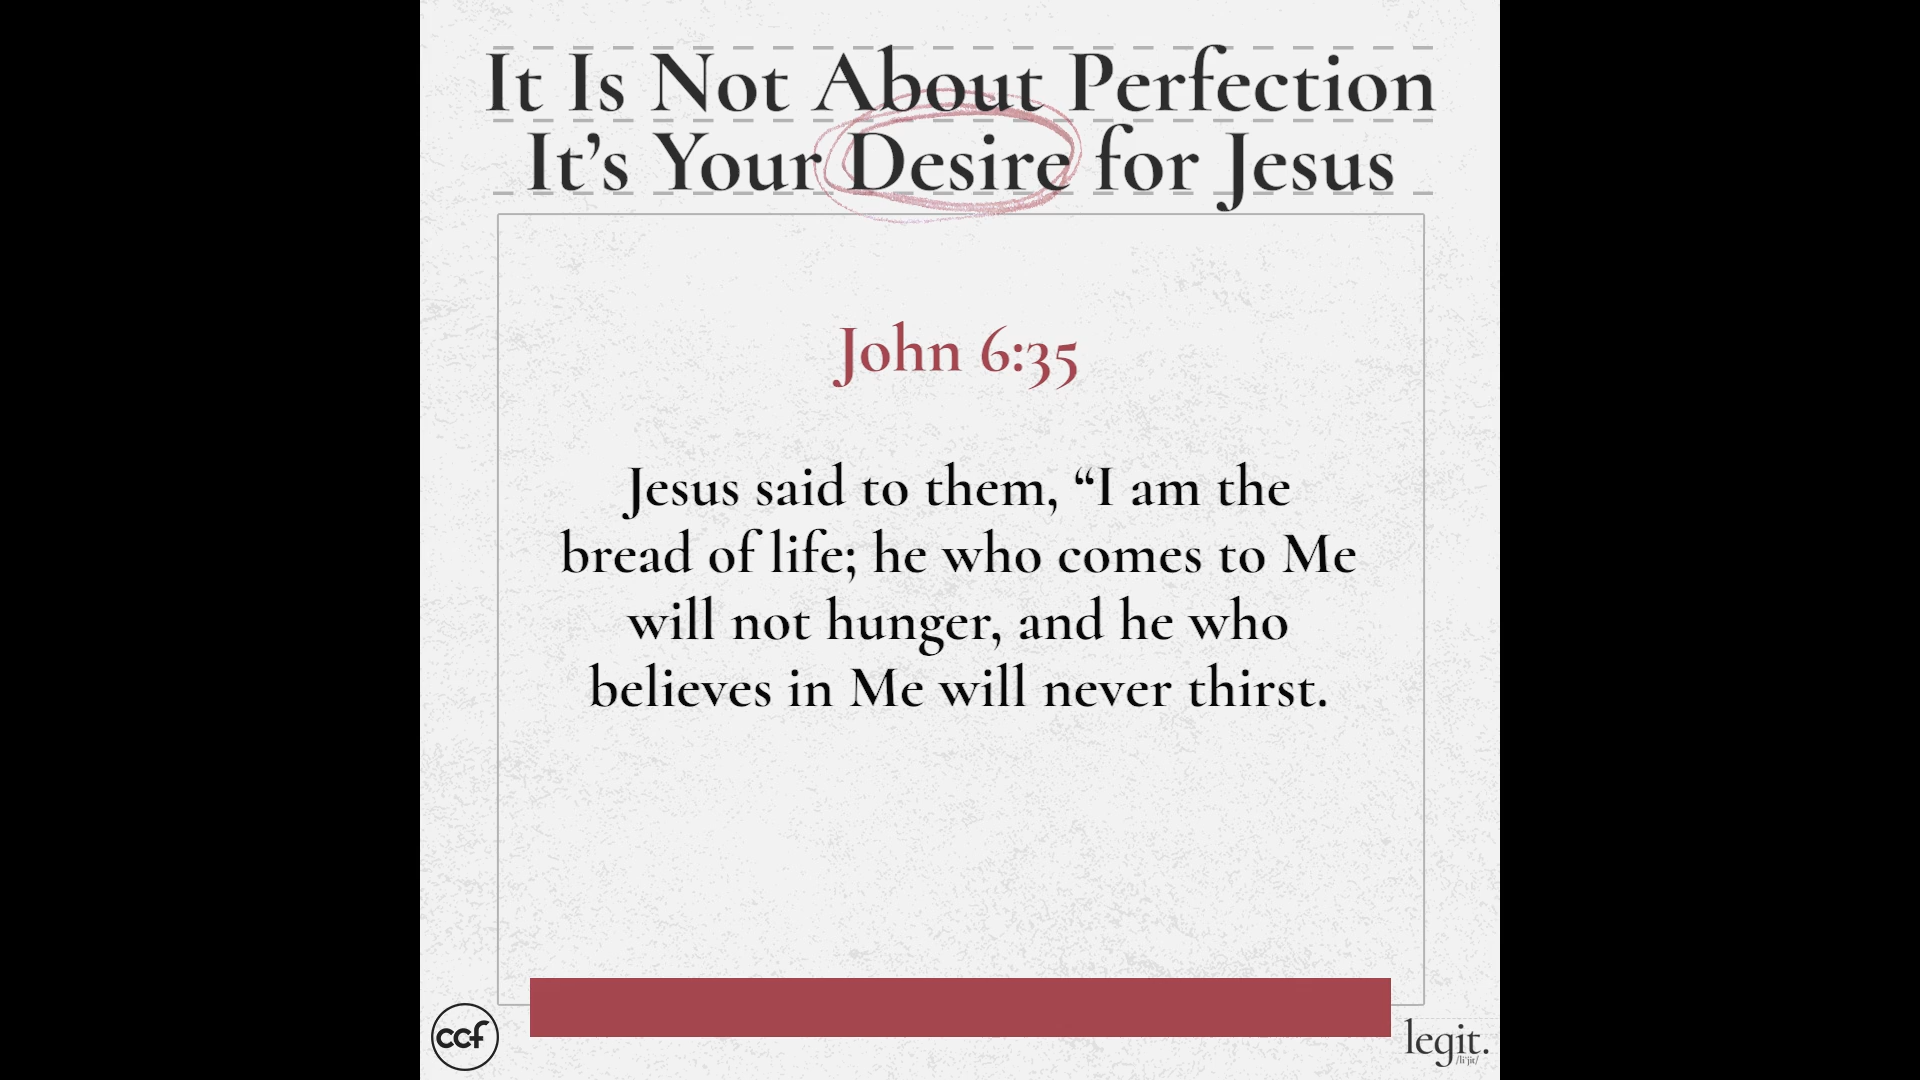 It Is Not About Perfection
It’s Your Desire for Jesus
John 6:35
Jesus said to them, “I am the
bread of life; he who comes to Me
will not hunger, and he who
believes in Me will never thirst.
ccf
legit.